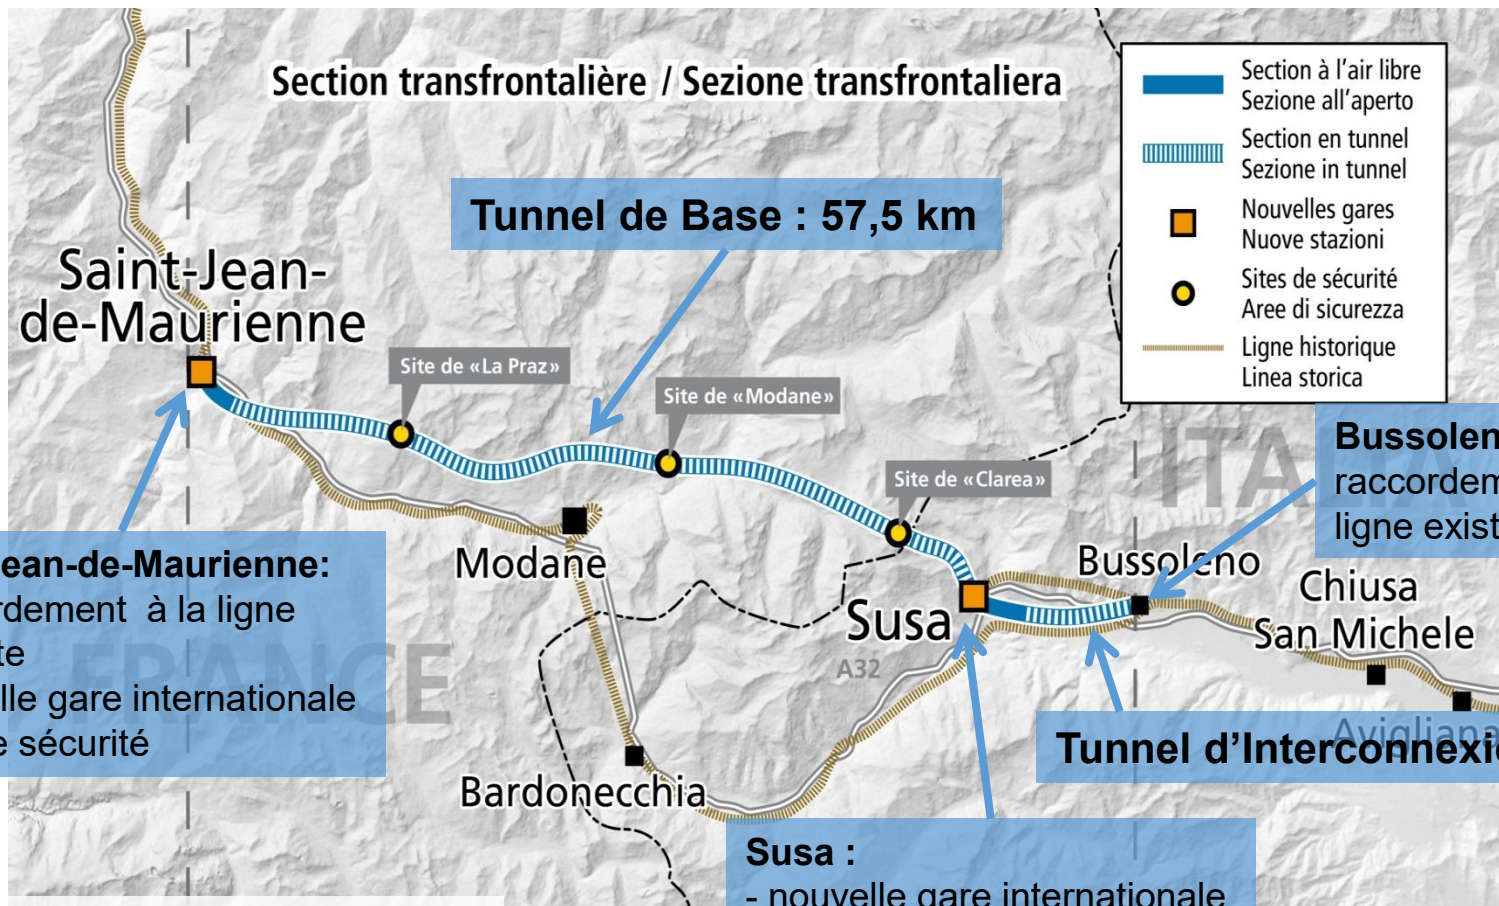 Section transfrontalière / Sezione transfrontaliera
Section à l'air libre
Sezione all'aperto
Section en tunnel
Sezione in tunnel
Nouvelles gares
Nuove stazioni
Sites de sécurité
Aree di sicurezza
Ligne historique
Linea storica
Tunnel de Base : 57,5 km
Saint-Jean-
de-Maurienne
Site de «La Praz»
Site de «Modane»
Site de «Clarea»
ITA
Bussolen
raccordem
ligne exist
Modane
Bussoleno
Chiusa
San Michele
Susa
A32
ean-de-Maurienne:
rdement à la ligne
te
lle gare internationale
e sécurité
FRANCE
Avigliana
Tunnel d'Interconnexi
Bardonecchia
Susa :
- nouvelle gare internationale